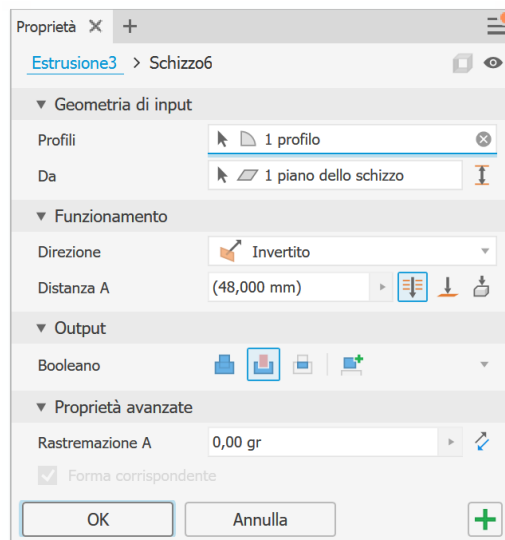 Proprietà
Estrusione3 > Schizzo6
Geometria di input
Profili 1 profilo
Da 1 piano dello schizzo
Funzionamento
Direzione Invertito
Distanza A (48,000 mm)
Output
Booleano
Proprietà avanzate
Rastremazione A 0,00 gr
Forma corrispondente
OK Annulla